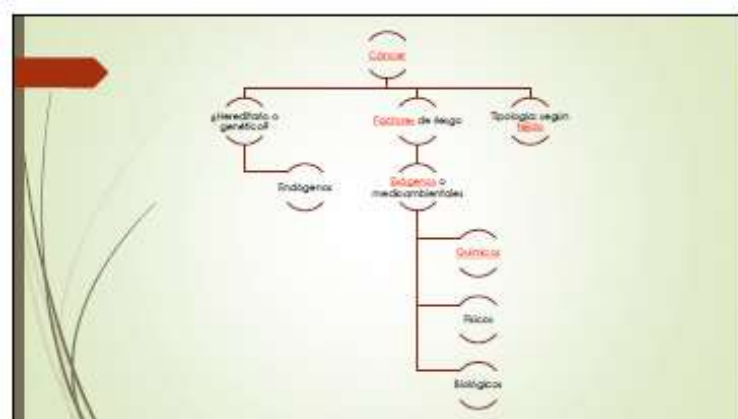 Cáncer
¿Hereditario o
genético?
Factores de riesgo
Tipología: según
tejido
Endógenos
Exógenos o
medioambientales
Químicos
Físicos
Biológicos